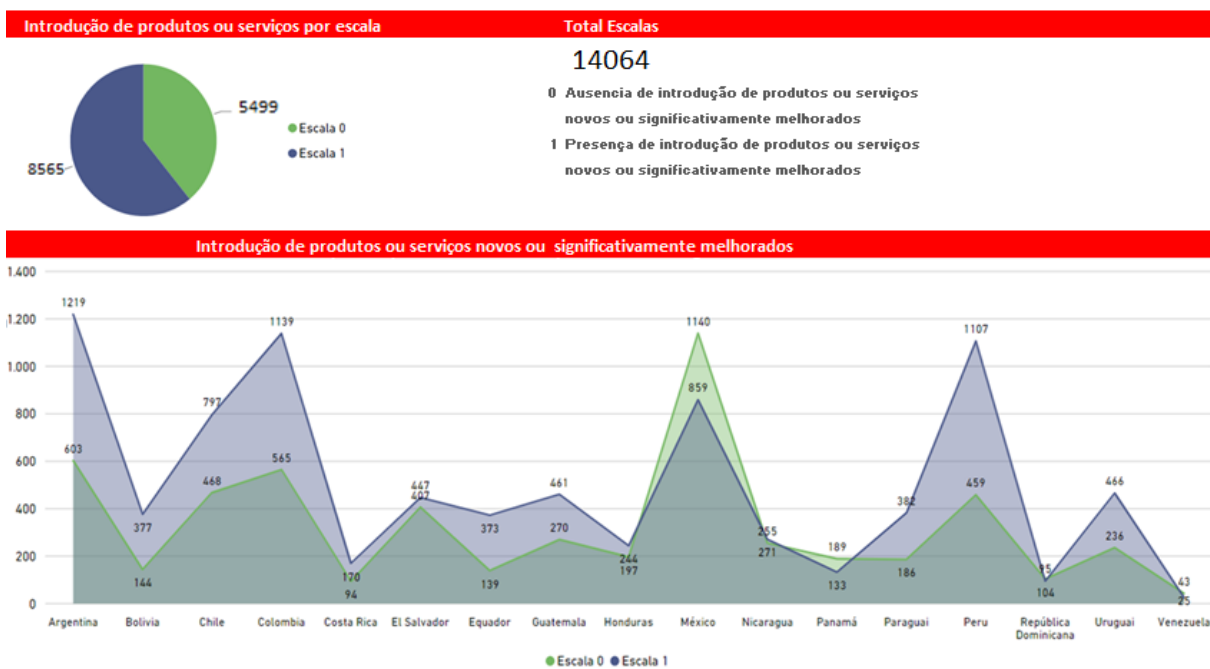 Introdução de produtos ou serviços por escala
Total Escalas
14064
5499
8565
Escala 0
Escala 1
0 Ausencia de introdução de produtos ou serviços
novos ou significativamente melhorados
1 Presença de introdução de produtos ou serviços
novos ou significativamente melhorados
Introdução de produtos ou serviços novos ou significativamente melhorados
1.400
1.200
1.000
800
600
400
200
0
1219 377 797 1139 170 447 373 461 244 859 271 133 382 1107 95 466 25
603 144 468 565 94 407 139 270 197 1140 255 189 186 459 104 236 43
Argentina Bolivia Chile Colombia Costa Rica El Salvador Equador Guatemala Honduras México Nicaragua Panamá Paraguai Peru República Dominicana Uruguai Venezuela
Escala 0 Escala 1